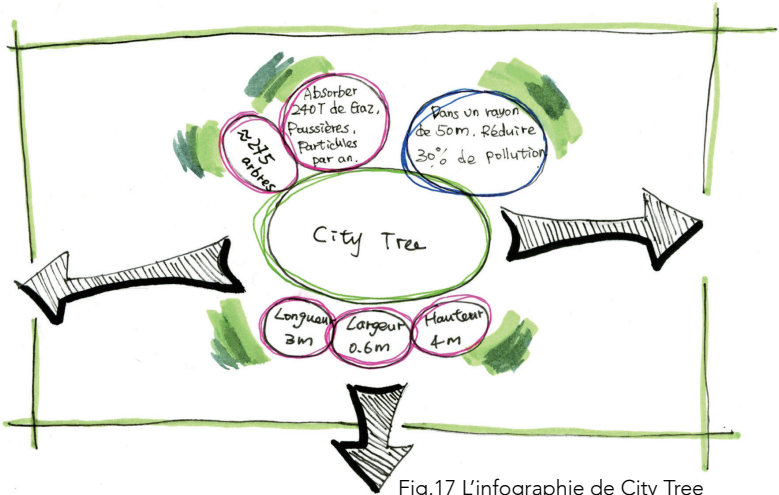 Absorber
240T de Gaz,
Poussières,
Particules
par an.
≈275
arbres
Dans un rayon
de 50m. Réduire
30% de pollution
City Tree
Longueur
3m
Largeur
0.6m
Hauteur
4m
Fig.17 L'infographie de City Tree